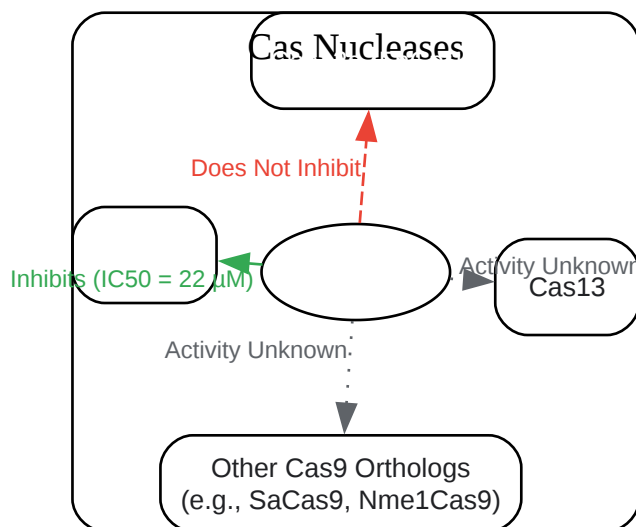 Cas Nucleases
Does Not Inhibit
Activity Unknown
Inhibits (IC50 = 22 µM)
Cas13
Activity Unknown
Other Cas9 Orthologs
(e.g., SaCas9, Nme1Cas9)